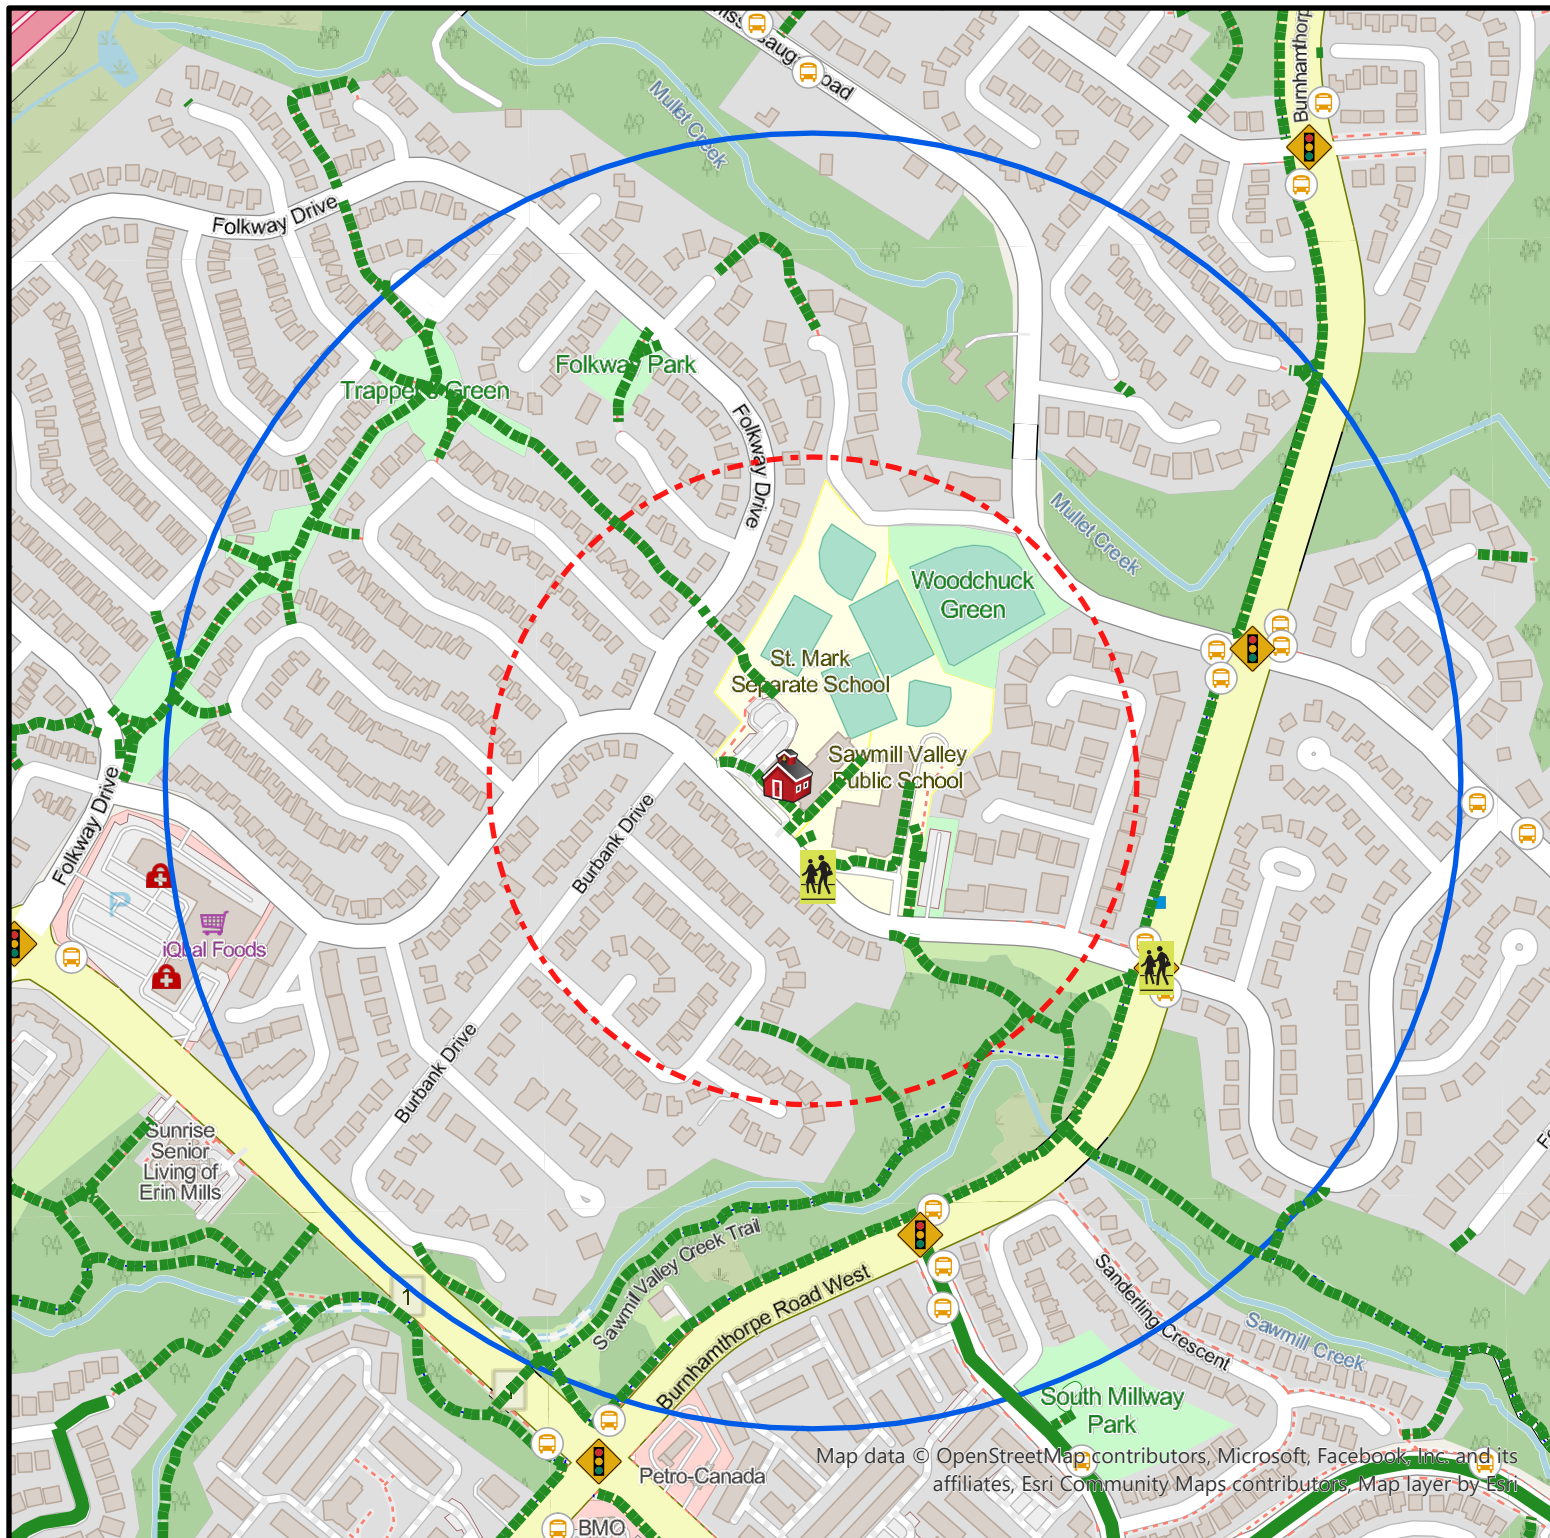 Burnhamthorp
Mullet Creek
Folkway Drive
Folkway Park
Folkway Drive
Mullet Creek
Woodchuck
Green
St. Mark
Separate School
Sawmill Valley
Public School
Burbank Drive
Folkway Drive
P
iQbal Foods
Burbank Drive
Sunrise
Senior
Living of
Erin Mills
1
Sawmil Valley Creek Trail
Burnhamthorpe Road West
Sanderling Crescent
Sawmill Creek
South Millway
Park
Petro-Canada
BMO
Map data © OpenStreetMap contributors, Microsoft, Facebook, Inc. and its
affiliates, Esri Community Maps contributors, Map layer by Esri